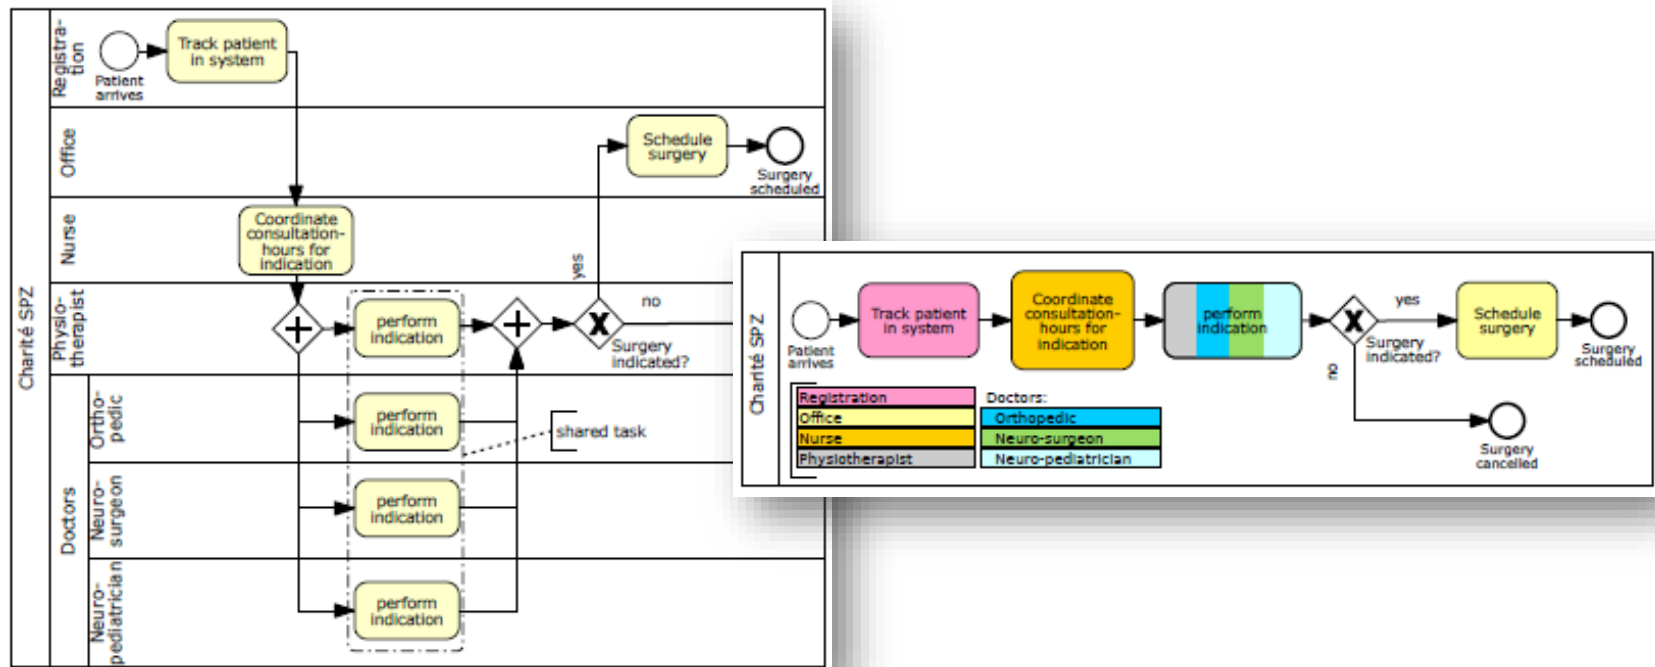 Charité SPZ
Registra-
tion
Patient
arrives
Track patient
in system
Office
Schedule
surgery
Surgery
scheduled
Nurse
Coordinate
consultation-
hours for
indication
yes
Physio-
therapist
perform
indication
no
Surgery
indicated?
Doctors
Ortho-
pedic
perform
indication
shared task
Neuro-
surgeon
perform
indication
Neuro-
pediatrician
perform
indication
Charité SPZ
Patient
arrives
Track patient
in system
Coordinate
consultation-
hours for
indication
perform
indication
Surgery
indicated?
yes
Schedule
surgery
Surgery
scheduled
no
Surgery
cancelled
Registration
Office
Nurse
Physiotherapist
Doctors:
Orthopedic
Neuro-surgeon
Neuro-pediatrician